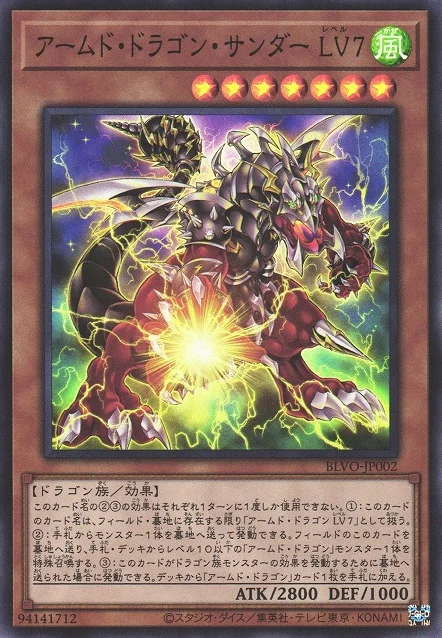 アームド・ドラゴン・サンダー LV7
風
【ドラゴン族/効果】
このカード名の②③の効果はそれぞれ1ターンに1度しか使用できない。①:このカード
のカード名は、フィールド・墓地に存在する限り「アームド・ドラゴン LV7」として扱う。
②:手札からモンスター1体を墓地へ送って発動できる。フィールドのこのカードを
墓地へ送り、手札・デッキからレベル10以下の「アームド・ドラゴン」モンスター1体を
特殊召喚する。③:このカードがドラゴン族モンスターの効果を発動するために墓地へ
送られた場合に発動できる。デッキから「アームド・ドラゴン」カード1枚を手札に加える。
BLVO-JP002
ATK/2800 DEF/1000
94141712
©スタジオ・ダイス/集英社・テレビ東京・KONAMI